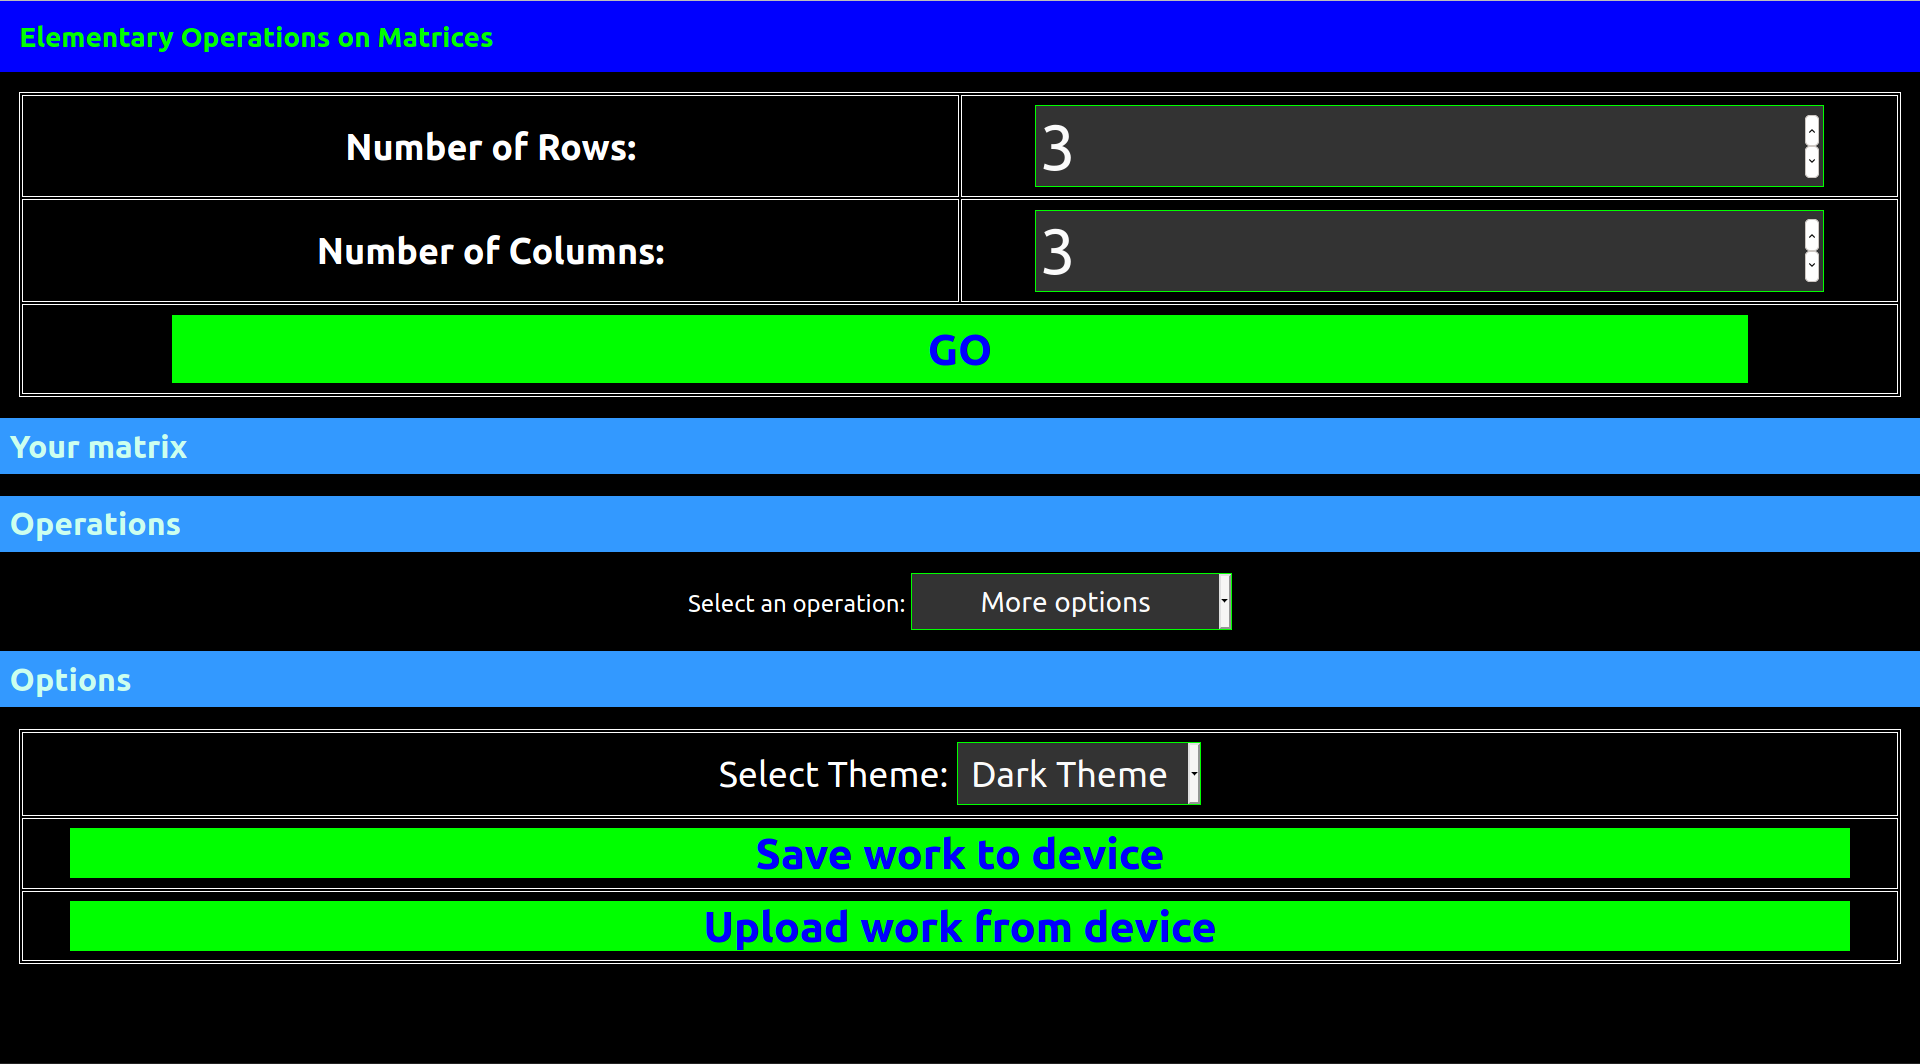 Elementary Operations on Matrices
Number of Rows: 3
Number of Columns: 3
GO
Your matrix
Operations
Select an operation: More options
Options
Select Theme: Dark Theme
Save work to device
Upload work from device